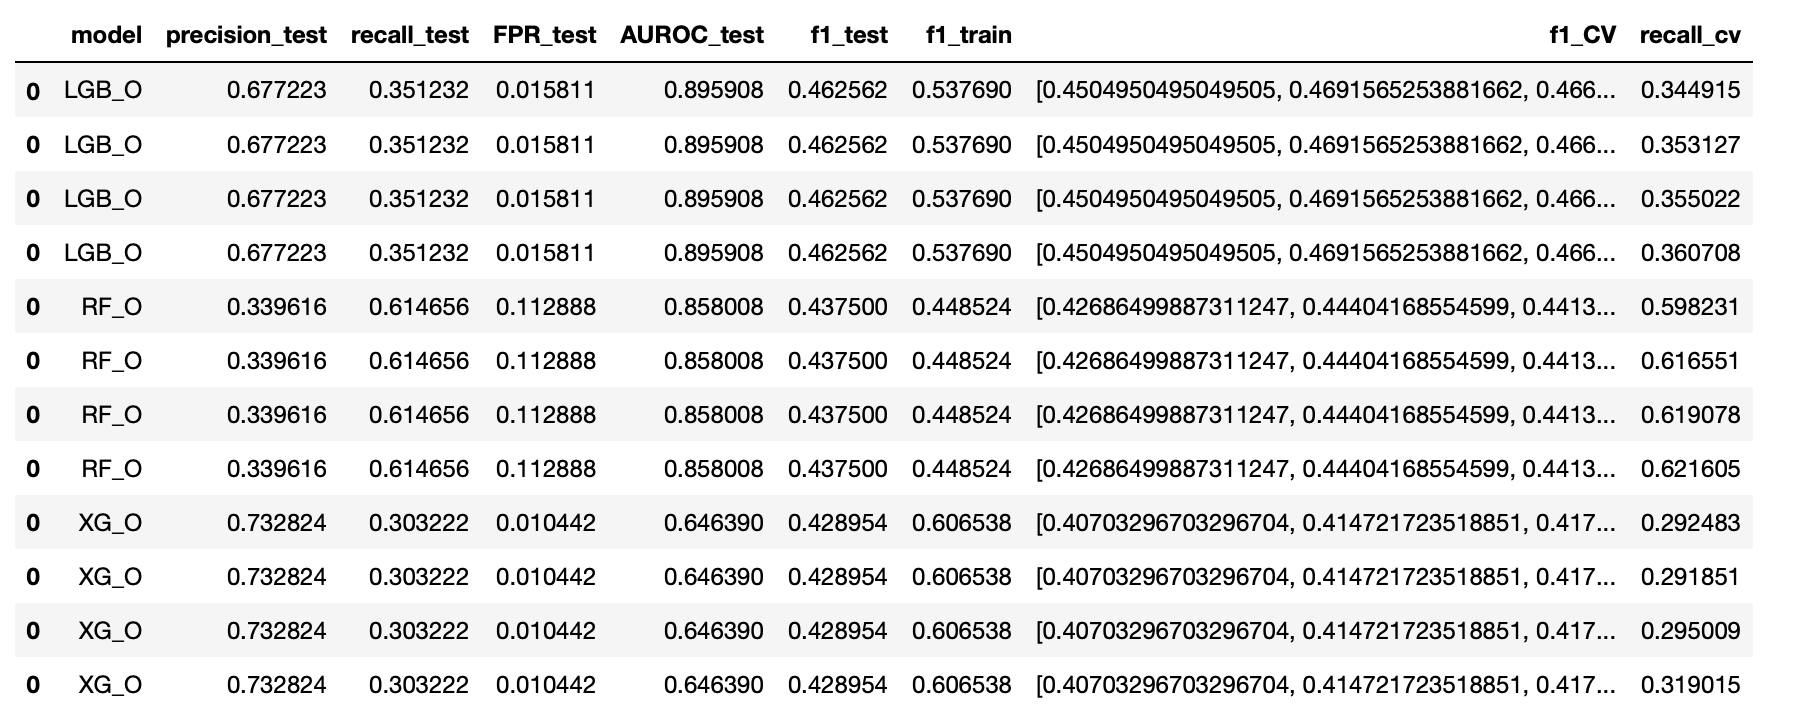 model precision_test recall_test FPR_test AUROC_test f1_test f1_train f1_CV recall_cv
0 LGB_O 0.677223 0.351232 0.015811 0.895908 0.462562 0.537690 [0.4504950495049505, 0.4691565253881662, 0.466... 0.344915
0 LGB_O 0.677223 0.351232 0.015811 0.895908 0.462562 0.537690 [0.4504950495049505, 0.4691565253881662, 0.466... 0.353127
0 LGB_O 0.677223 0.351232 0.015811 0.895908 0.462562 0.537690 [0.4504950495049505, 0.4691565253881662, 0.466... 0.355022
0 LGB_O 0.677223 0.351232 0.015811 0.895908 0.462562 0.537690 [0.4504950495049505, 0.4691565253881662, 0.466... 0.360708
0 RF_O 0.339616 0.614656 0.112888 0.858008 0.437500 0.448524 [0.42686499887311247, 0.44404168554599, 0.4413... 0.598231
0 RF_O 0.339616 0.614656 0.112888 0.858008 0.437500 0.448524 [0.42686499887311247, 0.44404168554599, 0.4413... 0.616551
0 RF_O 0.339616 0.614656 0.112888 0.858008 0.437500 0.448524 [0.42686499887311247, 0.44404168554599, 0.4413... 0.619078
0 RF_O 0.339616 0.614656 0.112888 0.858008 0.437500 0.448524 [0.42686499887311247, 0.44404168554599, 0.4413... 0.621605
0 XG_O 0.732824 0.303222 0.010442 0.646390 0.428954 0.606538 [0.40703296703296704, 0.414721723518851, 0.417... 0.292483
0 XG_O 0.732824 0.303222 0.010442 0.646390 0.428954 0.606538 [0.40703296703296704, 0.414721723518851, 0.417... 0.291851
0 XG_O 0.732824 0.303222 0.010442 0.646390 0.428954 0.606538 [0.40703296703296704, 0.414721723518851, 0.417... 0.295009
0 XG_O 0.732824 0.303222 0.010442 0.646390 0.428954 0.606538 [0.40703296703296704, 0.414721723518851, 0.417... 0.319015